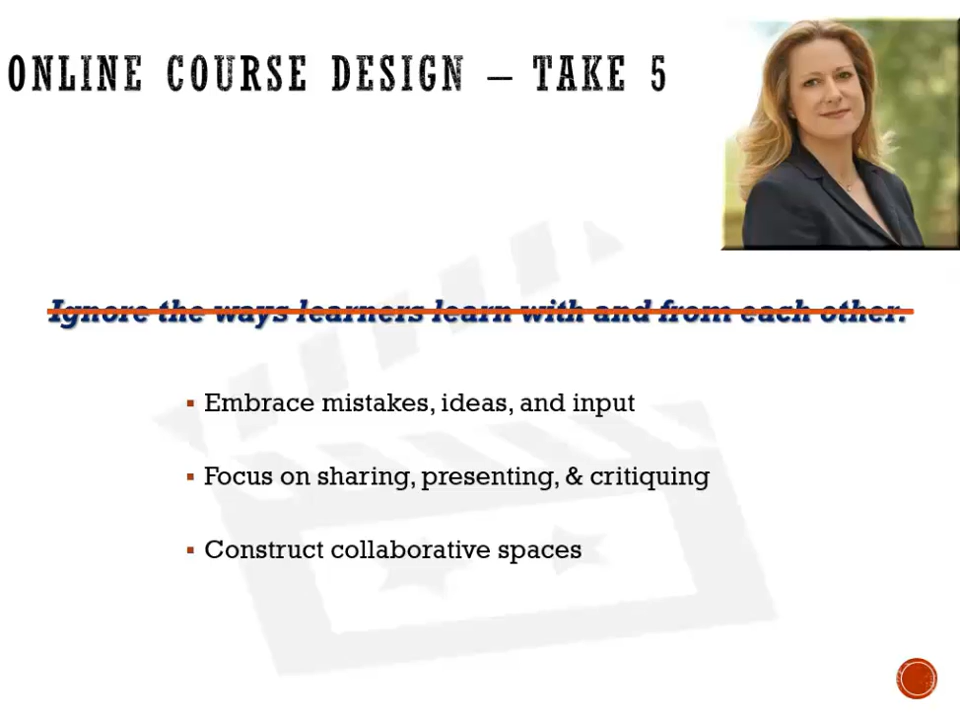 ONLINE COURSE DESIGN – TAKE 5
Ignore the ways learners learn with and from each other.
▪ Embrace mistakes, ideas, and input
▪ Focus on sharing, presenting, & critiquing
▪ Construct collaborative spaces